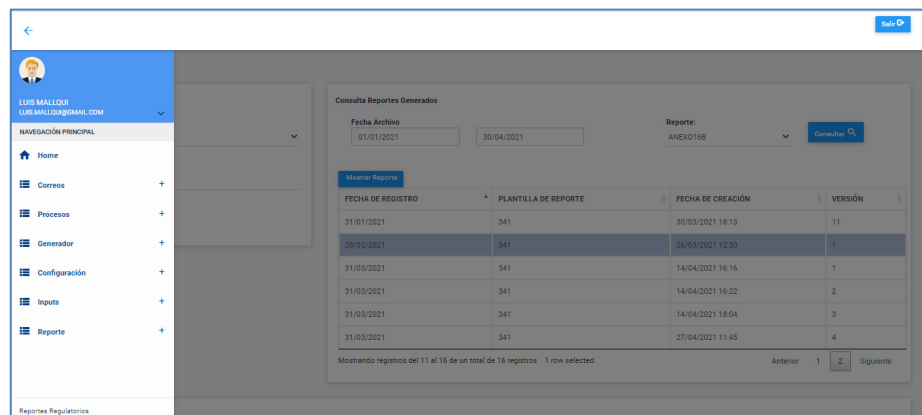 Salir
LUIS MALLQUI
LUIS.MALLQUI@GMAIL.COM
NAVEGACIÓN PRINCIPAL
Home
Correos +
Procesos +
Generador +
Configuración +
Inputs +
Reporte +
Reportes Regulatorios
Consulta Reportes Generados
Fecha Archivo Reporte:
01/01/2021 30/04/2021 ANEXO16B Consultar
Mostrar Reporte
FECHA DE REGISTRO PLANTILLA DE REPORTE FECHA DE CREACIÓN VERSIÓN
31/01/2021 341 30/03/2021 18:13 11
28/02/2021 341 26/03/2021 12:30 1
31/03/2021 341 14/04/2021 16:16 1
31/03/2021 341 14/04/2021 16:22 2
31/03/2021 341 14/04/2021 18:04 3
31/03/2021 341 27/04/2021 11:45 4
Mostrando registros del 11 al 16 de un total de 16 registros 1 row selected Anterior 1 2 Siguiente